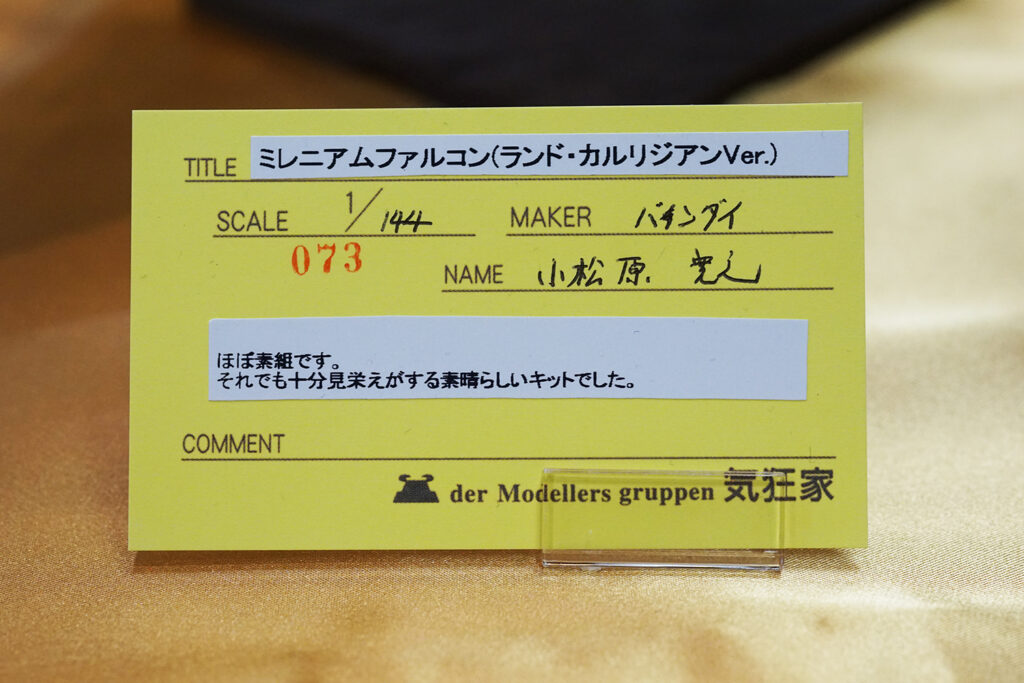 TITLE ミレニアムファルコン(ランド・カルリジアンVer.)
SCALE 1/144 MAKER バンダイ
073
NAME 小松原
ほぼ素組です。
それでも十分見栄えがする素晴らしいキットでした。
COMMENT
der Modellers gruppen 気狂家